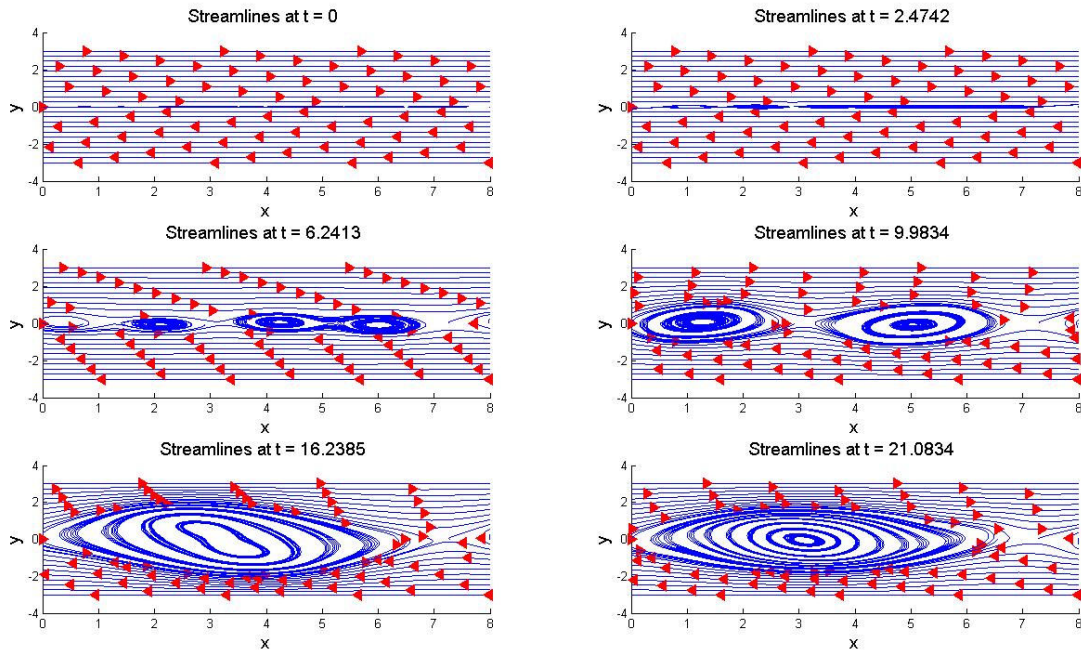 Streamlines at t = 0
4
2
0
-2
-4
y
0 1 2 3 4 5 6 7 8
x
Streamlines at t = 2.4742
4
2
0
-2
-4
y
0 1 2 3 4 5 6 7 8
x
Streamlines at t = 6.2413
4
2
0
-2
-4
y
0 1 2 3 4 5 6 7 8
x
Streamlines at t = 9.9834
4
2
0
-2
-4
y
0 1 2 3 4 5 6 7 8
x
Streamlines at t = 16.2385
4
2
0
-2
-4
y
0 1 2 3 4 5 6 7 8
x
Streamlines at t = 21.0834
4
2
0
-2
-4
y
0 1 2 3 4 5 6 7 8
x